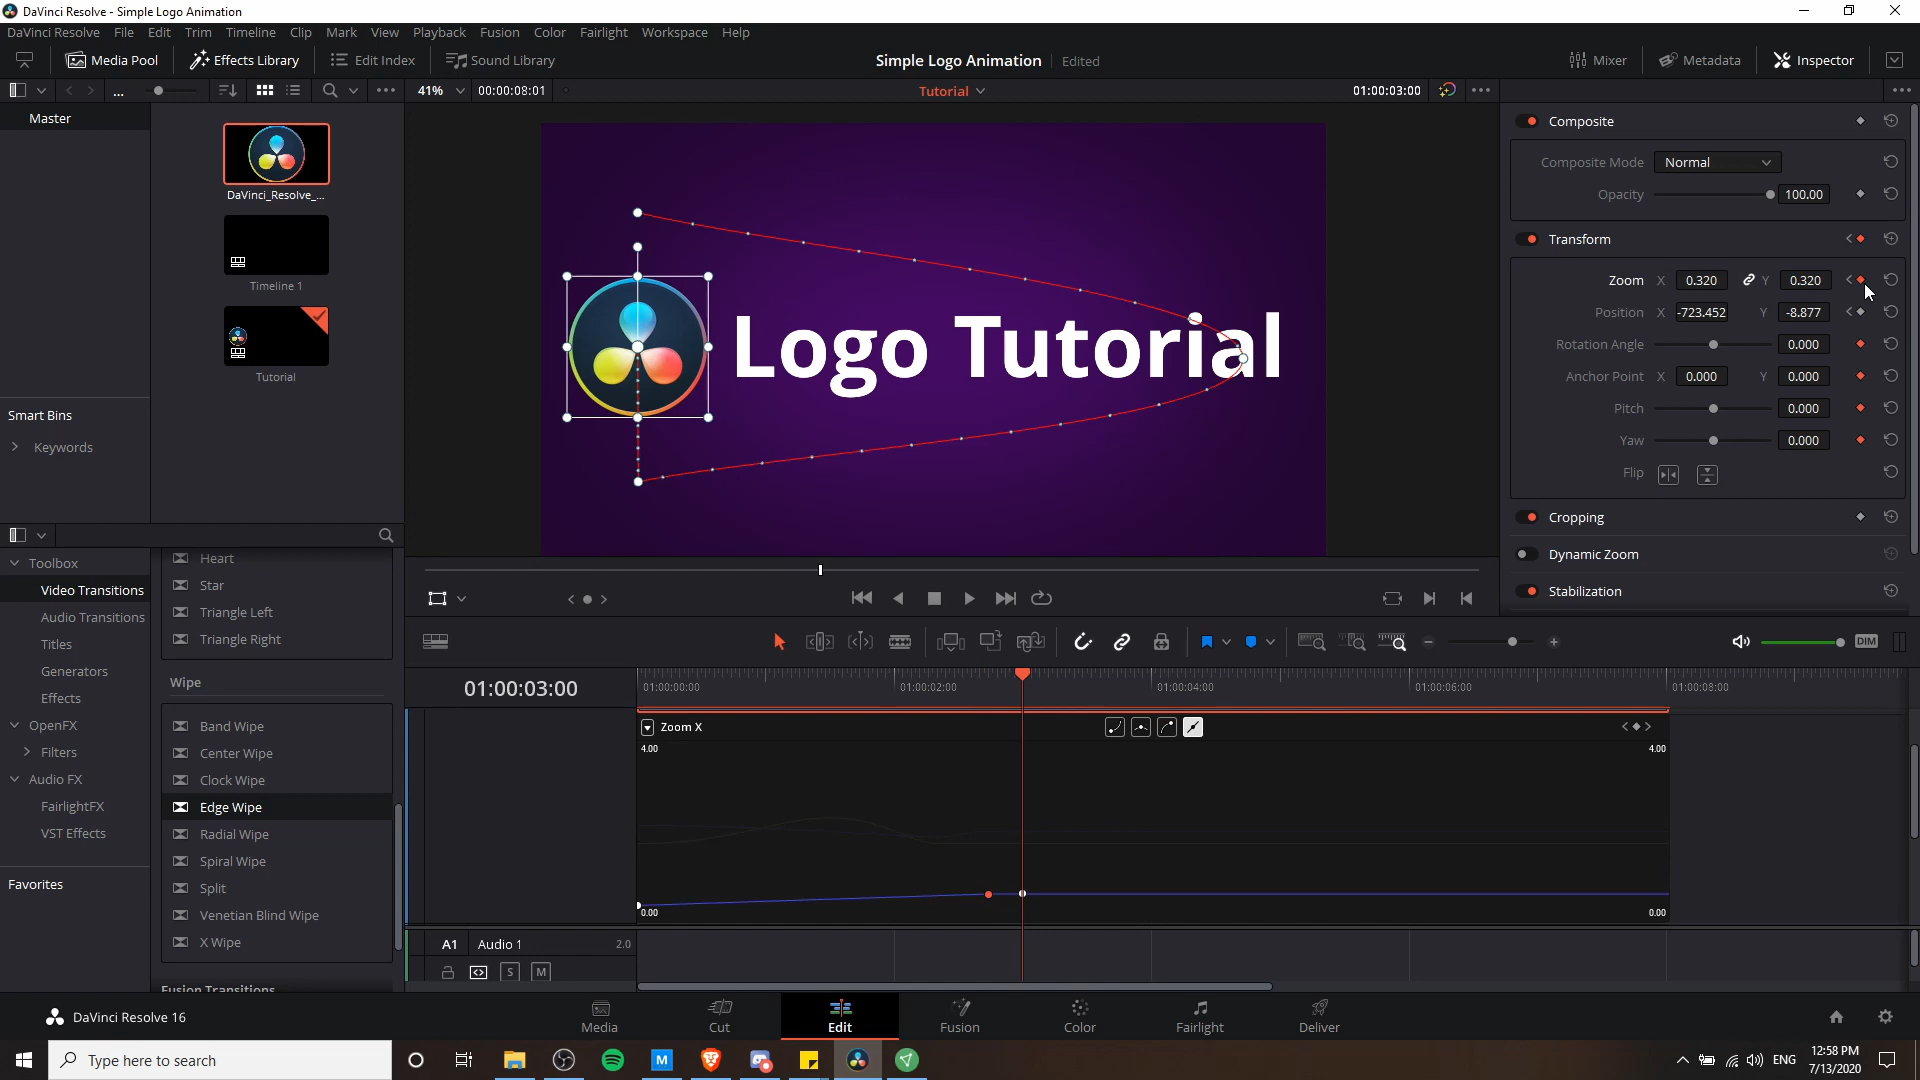 DaVinci Resolve - Simple Logo Animation
DaVinci Resolve File Edit Trim Timeline Clip Mark View Playback Fusion Color Fairlight Workspace Help
Media Pool Effects Library Edit Index Sound Library Simple Logo Animation Edited Mixer Metadata Inspector
... 41% 00:00:08:01 Tutorial 01:00:03:00
Master
DaVinci_Resolve_...
Timeline 1
Tutorial
Smart Bins
Keywords
Logo Tutorial
Composite
Composite Mode Normal
Opacity 100.00
Transform
Zoom X 0.320 Y 0.320
Position X -723.452 Y -8.877
Rotation Angle 0.000
Anchor Point X 0.000 Y 0.000
Pitch 0.000
Yaw 0.000
Flip
Cropping
Dynamic Zoom
Stabilization
Toolbox
Video Transitions
Audio Transitions
Titles
Generators
Effects
OpenFX
Filters
Audio FX
FairlightFX
VST Effects
Favorites
Heart
Star
Triangle Left
Triangle Right
Wipe
Band Wipe
Center Wipe
Clock Wipe
Edge Wipe
Radial Wipe
Spiral Wipe
Split
Venetian Blind Wipe
X Wipe
Fusion Transitions
DIM
01:00:03:00 01:00:00:00 01:00:02:00 01:00:04:00 01:00:06:00 01:00:08:00
Zoom X
4.00 4.00
0.00 0.00
A1 Audio 1 2.0
S M
DaVinci Resolve 16
Media Cut Edit Fusion Color Fairlight Deliver
Type here to search
M
ENG
12:58 PM
7/13/2020